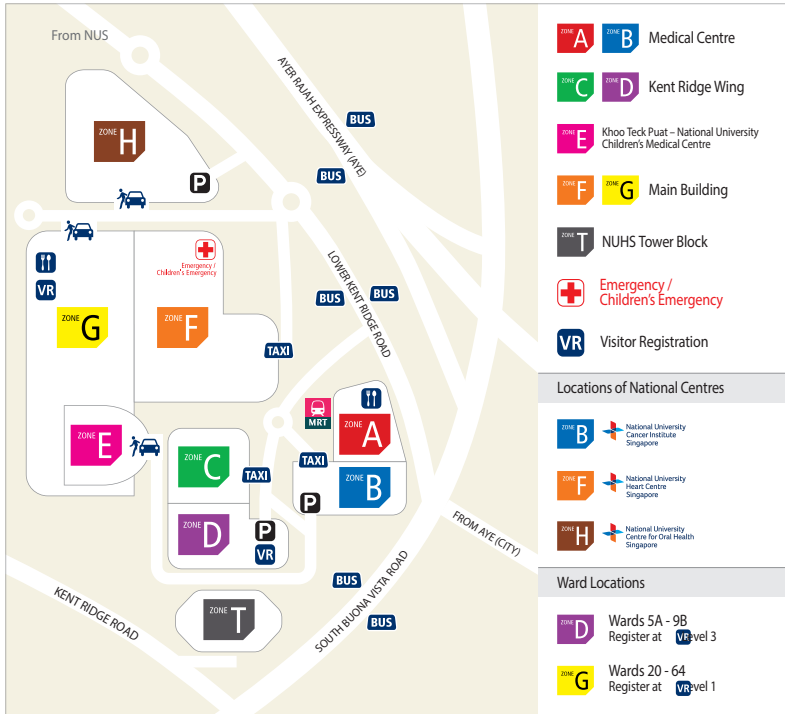 From NUS
AYER RAJAH EXPRESSWAY (AYE)
BUS
ZONE H
P
BUS
Emergency /
Children's Emergency
VR
LOWER KENT RIDGE ROAD
BUS
BUS
ZONE G
ZONE F
TAXI
MRT
ZONE A
ZONE E
ZONE C
TAXI
TAXI
ZONE B
P
ZONE D
P
VR
FROM AYE (CITY)
BUS
SOUTH BUONA VISTA ROAD
KENT RIDGE ROAD
ZONE T
BUS
ZONE A ZONE B Medical Centre
ZONE C ZONE D Kent Ridge Wing
ZONE E Khoo Teck Puat – National University
Children's Medical Centre
ZONE F ZONE G Main Building
ZONE T NUHS Tower Block
Emergency /
Children's Emergency
VR Visitor Registration
Locations of National Centres
ZONE B National University
Cancer Institute
Singapore
ZONE F National University
Heart Centre
Singapore
ZONE H National University
Centre for Oral Health
Singapore
Ward Locations
ZONE D Wards 5A - 9B
Register at VR evel 3
ZONE G Wards 20 - 64
Register at VR evel 1